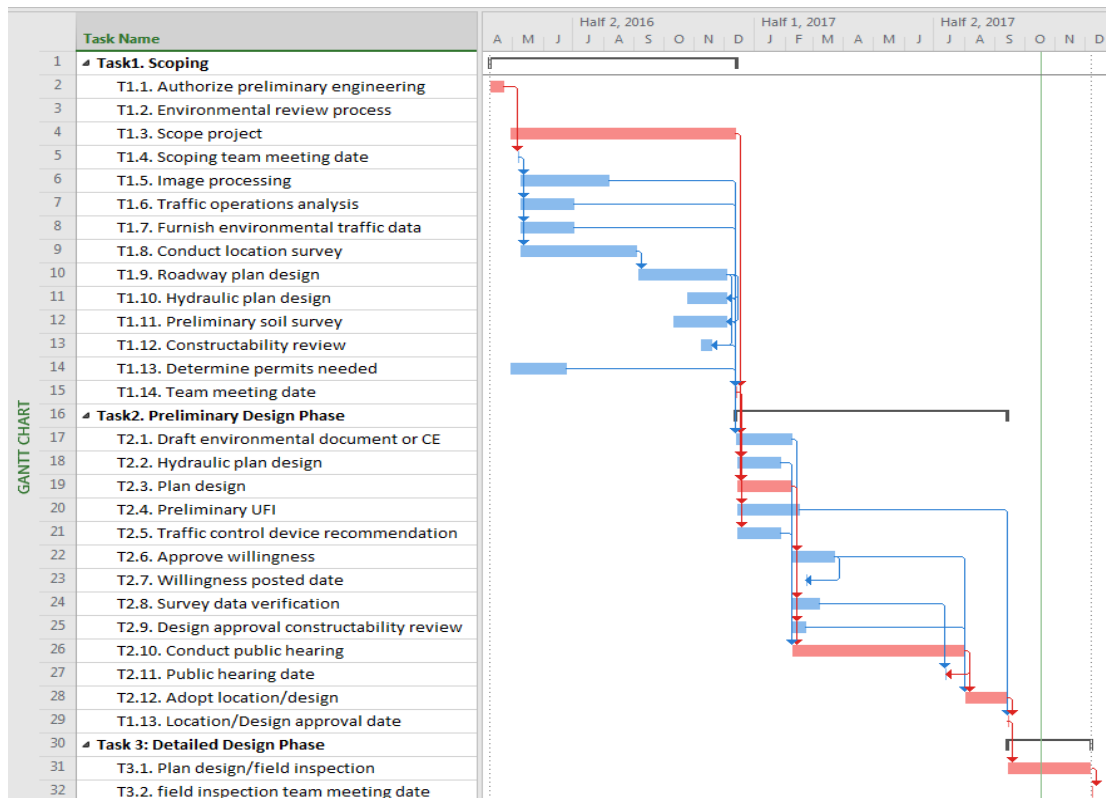 Half 2, 2016 Half 1, 2017 Half 2, 2017
Task Name A M J J A S O N D J F M A M J J A S O N D
1 Task1. Scoping
2 T1.1. Authorize preliminary engineering
3 T1.2. Environmental review process
4 T1.3. Scope project
5 T1.4. Scoping team meeting date
6 T1.5. Image processing
7 T1.6. Traffic operations analysis
8 T1.7. Furnish environmental traffic data
9 T1.8. Conduct location survey
10 T1.9. Roadway plan design
11 T1.10. Hydraulic plan design
12 T1.11. Preliminary soil survey
13 T1.12. Constructability review
14 T1.13. Determine permits needed
15 T1.14. Team meeting date
16 Task2. Preliminary Design Phase
17 T2.1. Draft environmental document or CE
18 T2.2. Hydraulic plan design
19 T2.3. Plan design
20 T2.4. Preliminary UFI
21 T2.5. Traffic control device recommendation
22 T2.6. Approve willingness
23 T2.7. Willingness posted date
24 T2.8. Survey data verification
25 T2.9. Design approval constructability review
26 T2.10. Conduct public hearing
27 T2.11. Public hearing date
28 T2.12. Adopt location/design
29 T1.13. Location/Design approval date
30 Task 3: Detailed Design Phase
31 T3.1. Plan design/field inspection
32 T3.2. field inspection team meeting date
GANTT CHART